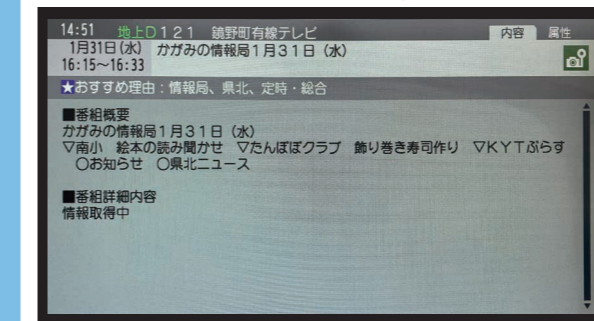 14:51 地上D121 鏡野町有線テレビ 内容 属性
1月31日(水) かがみの情報局1月31日(水)
16:15~16:33
★おすすめ理由:情報局、県北、定時・総合
■番組概要
かがみの情報局1月31日(水)
▽南小 絵本の読み聞かせ ▽たんぽぽクラブ 飾り巻き寿司作り ▽KYTぷらす
○お知らせ ○県北ニュース
■番組詳細内容
情報取得中